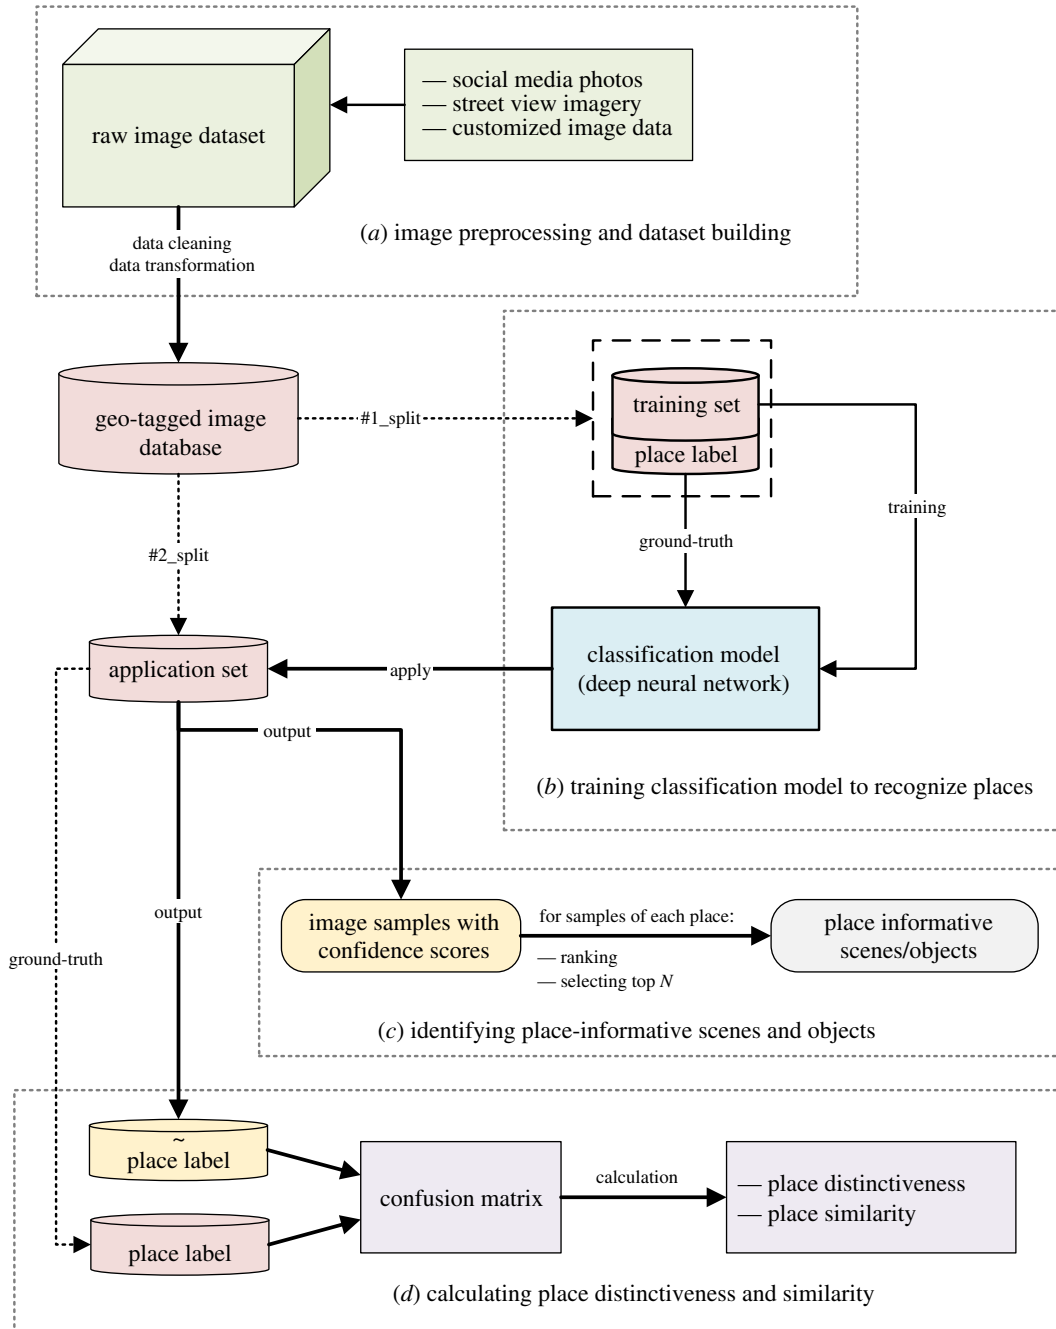 raw image dataset
— social media photos
— street view imagery
— customized image data
(a) image preprocessing and dataset building
data cleaning
data transformation
geo-tagged image
database
#1_split
training set
place label
training
ground-truth
#2_split
classification model
(deep neural network)
application set
apply
output
(b) training classification model to recognize places
output
ground-truth
image samples with
confidence scores
for samples of each place:
— ranking
— selecting top N
place informative
scenes/objects
(c) identifying place-informative scenes and objects
~
place label
place label
confusion matrix
calculation
— place distinctiveness
— place similarity
(d) calculating place distinctiveness and similarity